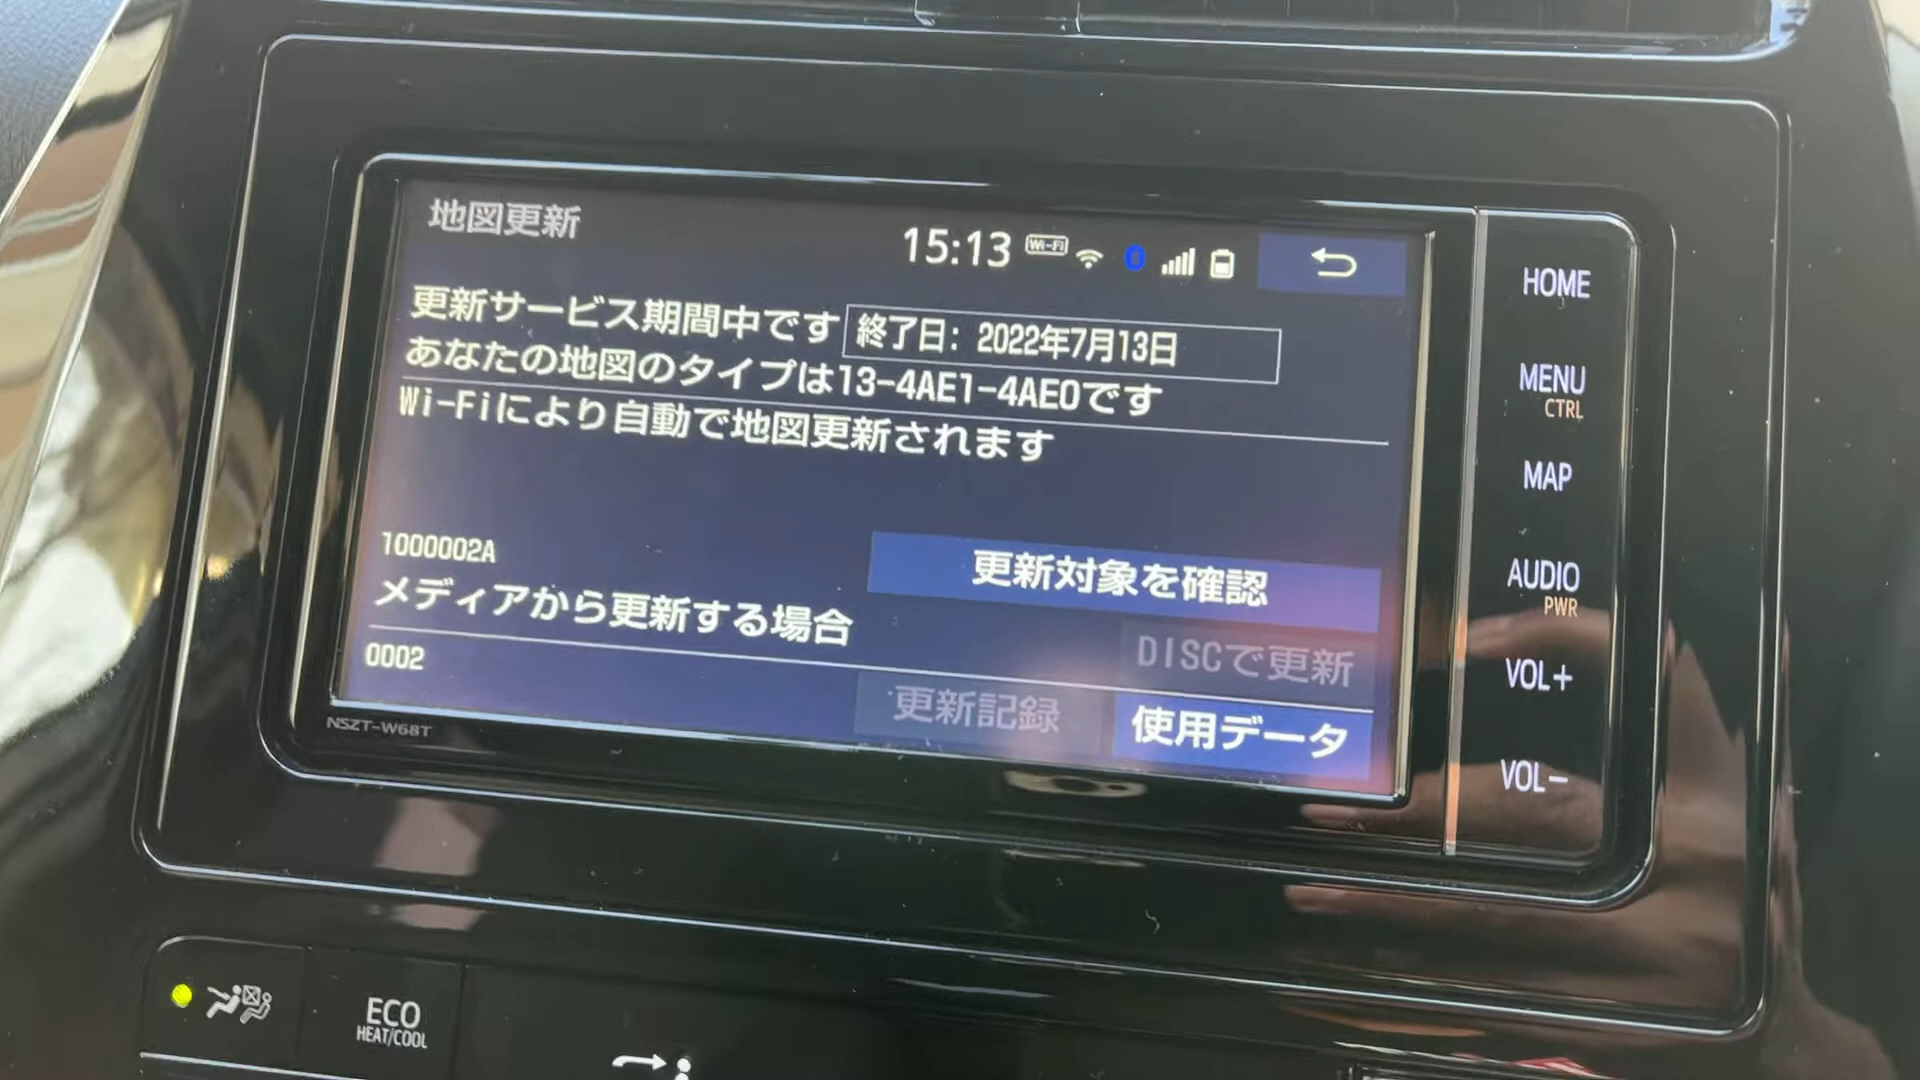 地図更新
15:13 Wi-Fi
更新サービス期間中です 終了日: 2022年7月13日
あなたの地図のタイプは13-4AE1-4AE0です
Wi-Fiにより自動で地図更新されます
1000002A
更新対象を確認
メディアから更新する場合
DISCで更新
0002
更新記録
使用データ
NSZT-W68T
HOME
MENU
CTRL
MAP
AUDIO
PWR
VOL+
VOL-
ECO
HEAT/COOL